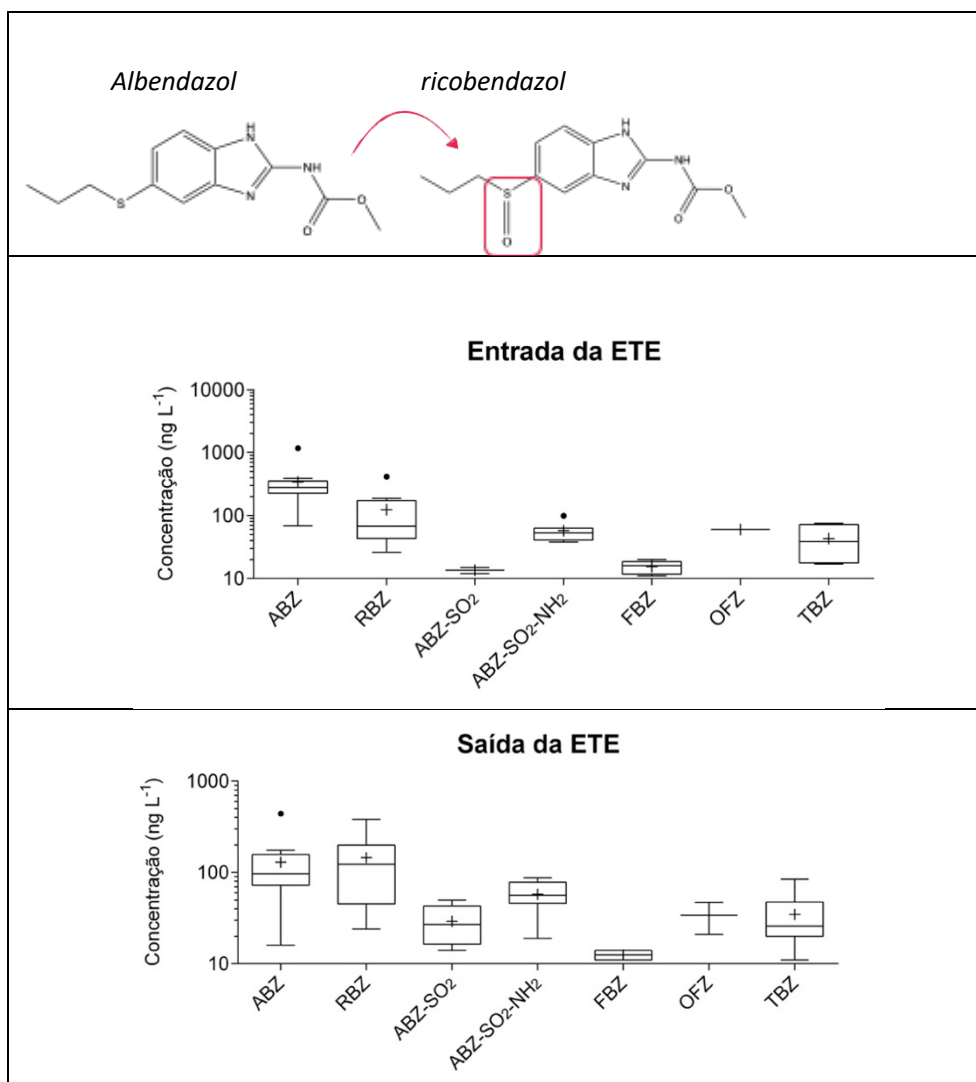 Albendazol
ricobendazol
H
N
N
NH
O
O
S
H
N
N
NH
O
O
S
O
Entrada da ETE
Concentração (ng L⁻¹)
10000
1000
100
10
ABZ
RBZ
ABZ-SO₂
ABZ-SO₂-NH₂
FBZ
OFZ
TBZ
Saída da ETE
Concentração (ng L⁻¹)
1000
100
10
ABZ
RBZ
ABZ-SO₂
ABZ-SO₂-NH₂
FBZ
OFZ
TBZ